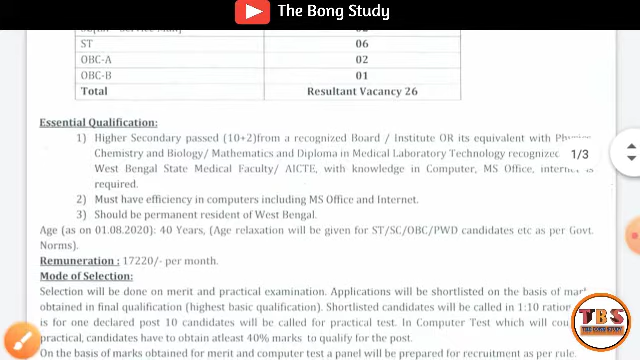 The Bong Study
ST 06
OBC-A 02
OBC-B 01
Total Resultant Vacancy 26
Essential Qualification:
1) Higher Secondary passed (10+2)from a recognized Board / Institute OR its equivalent with
Chemistry and Biology/ Mathematics and Diploma in Medical Laboratory Technology recognized
1/3
West Bengal State Medical Faculty/ AICTE, with knowledge in Computer, MS Office, internet is
required.
2) Must have efficiency in computers including MS Office and Internet.
3) Should be permanent resident of West Bengal.
Age (as on 01.08.2020): 40 Years, (Age relaxation will be given for ST/SC/OBC/PWD candidates etc as per Govt.
Norms).
Remuneration : 17220/- per month.
Mode of Selection:
Selection will be done on merit and practical examination. Applications will be shortlisted on the basis of
obtained in final qualification (highest basic qualification). Shortlisted candidates will be called in 1:10
is for one declared post 10 candidates will be called for practical test. In Computer Test which will
practical, candidates have to obtain atleast 40% marks to qualify for the post.
On the basis of marks obtained for merit and computer test a panel will be prepared for recruitment as per rule.
TBS
THE BONG STUDY